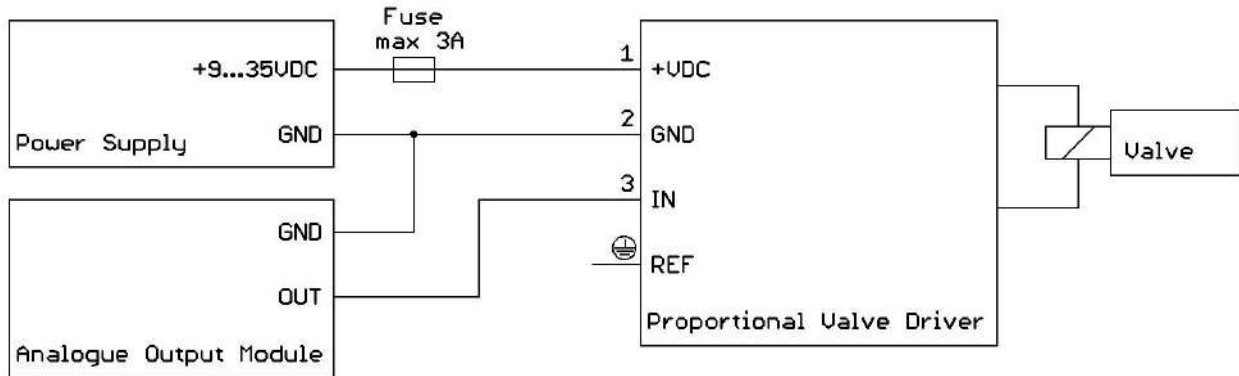 Fuse
max 3A
+9...35VDC
1
+VDC
GND
2
GND
Power Supply
Valve
3
IN
GND
REF
OUT
Proportional Valve Driver
Analogue Output Module